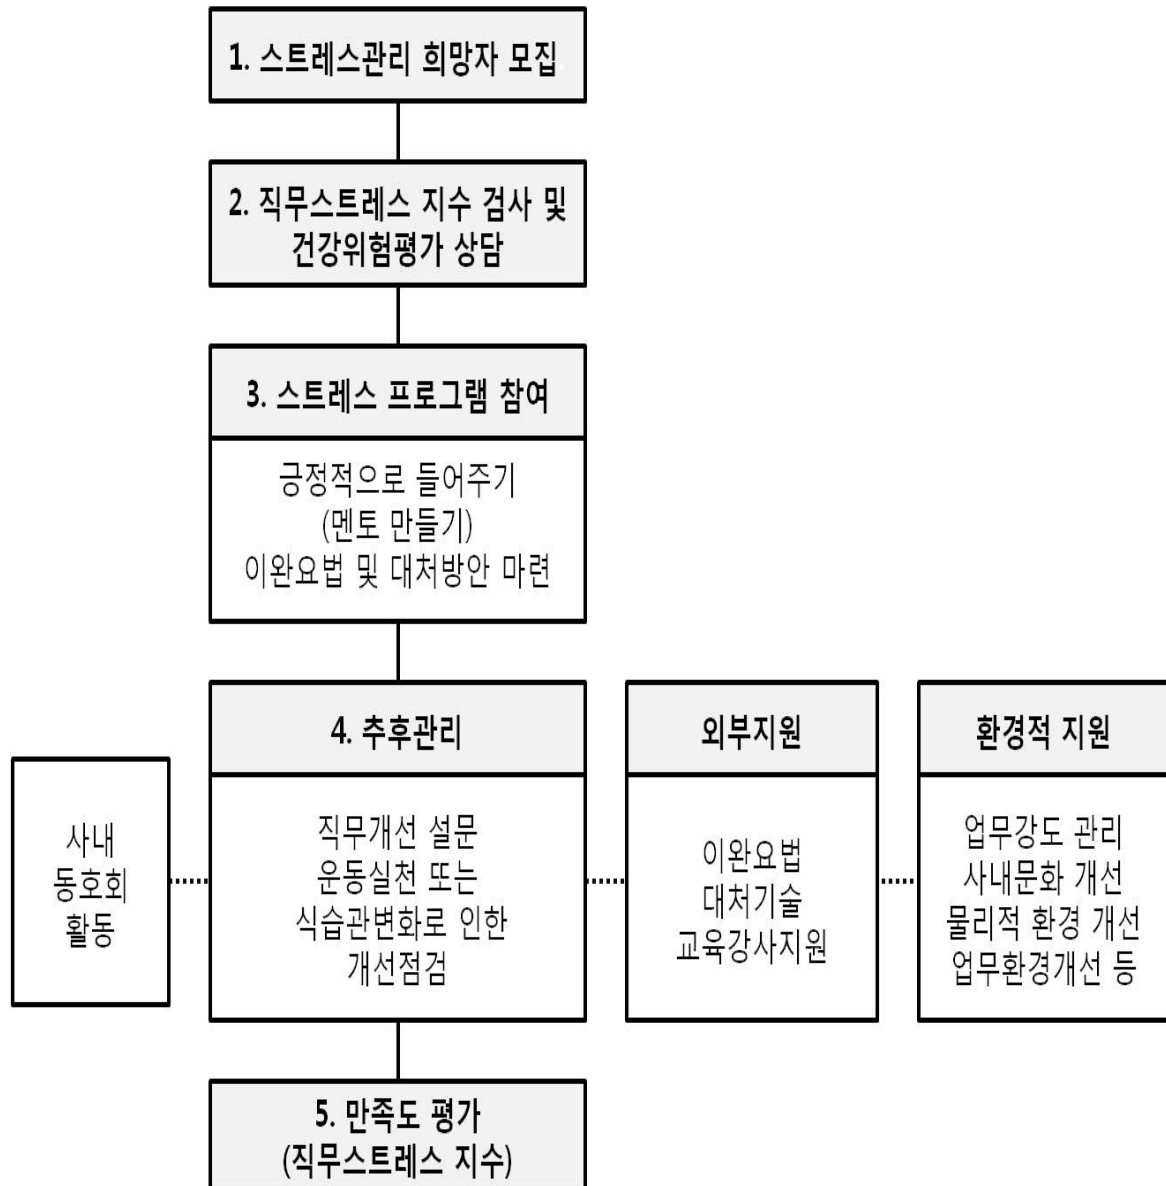 1. 스트레스관리 희망자 모집
2. 직무스트레스 지수 검사 및
건강위험평가 상담
3. 스트레스 프로그램 참여
긍정적으로 들어주기
(멘토 만들기)
이완요법 및 대처방안 마련
사내
동호회
활동
4. 추후관리
직무개선 설문
운동실천 또는
식습관변화로 인한
개선점검
외부지원
이완요법
대처기술
교육강사지원
환경적 지원
업무강도 관리
사내문화 개선
물리적 환경 개선
업무환경개선 등
5. 만족도 평가
(직무스트레스 지수)